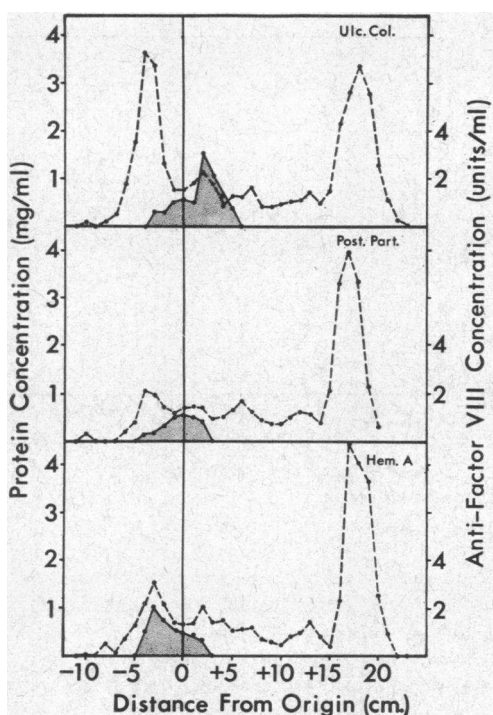 Ulc. Col.
4
3
2
1
4
2
Post. Part.
4
3
2
1
4
2
Hem. A
4
3
2
1
4
2
Protein Concentration (mg/ml)
Anti-Factor VIII Concentration (units/ml)
-10 -5 0 +5 +10 20
Distance From Origin (cm.)